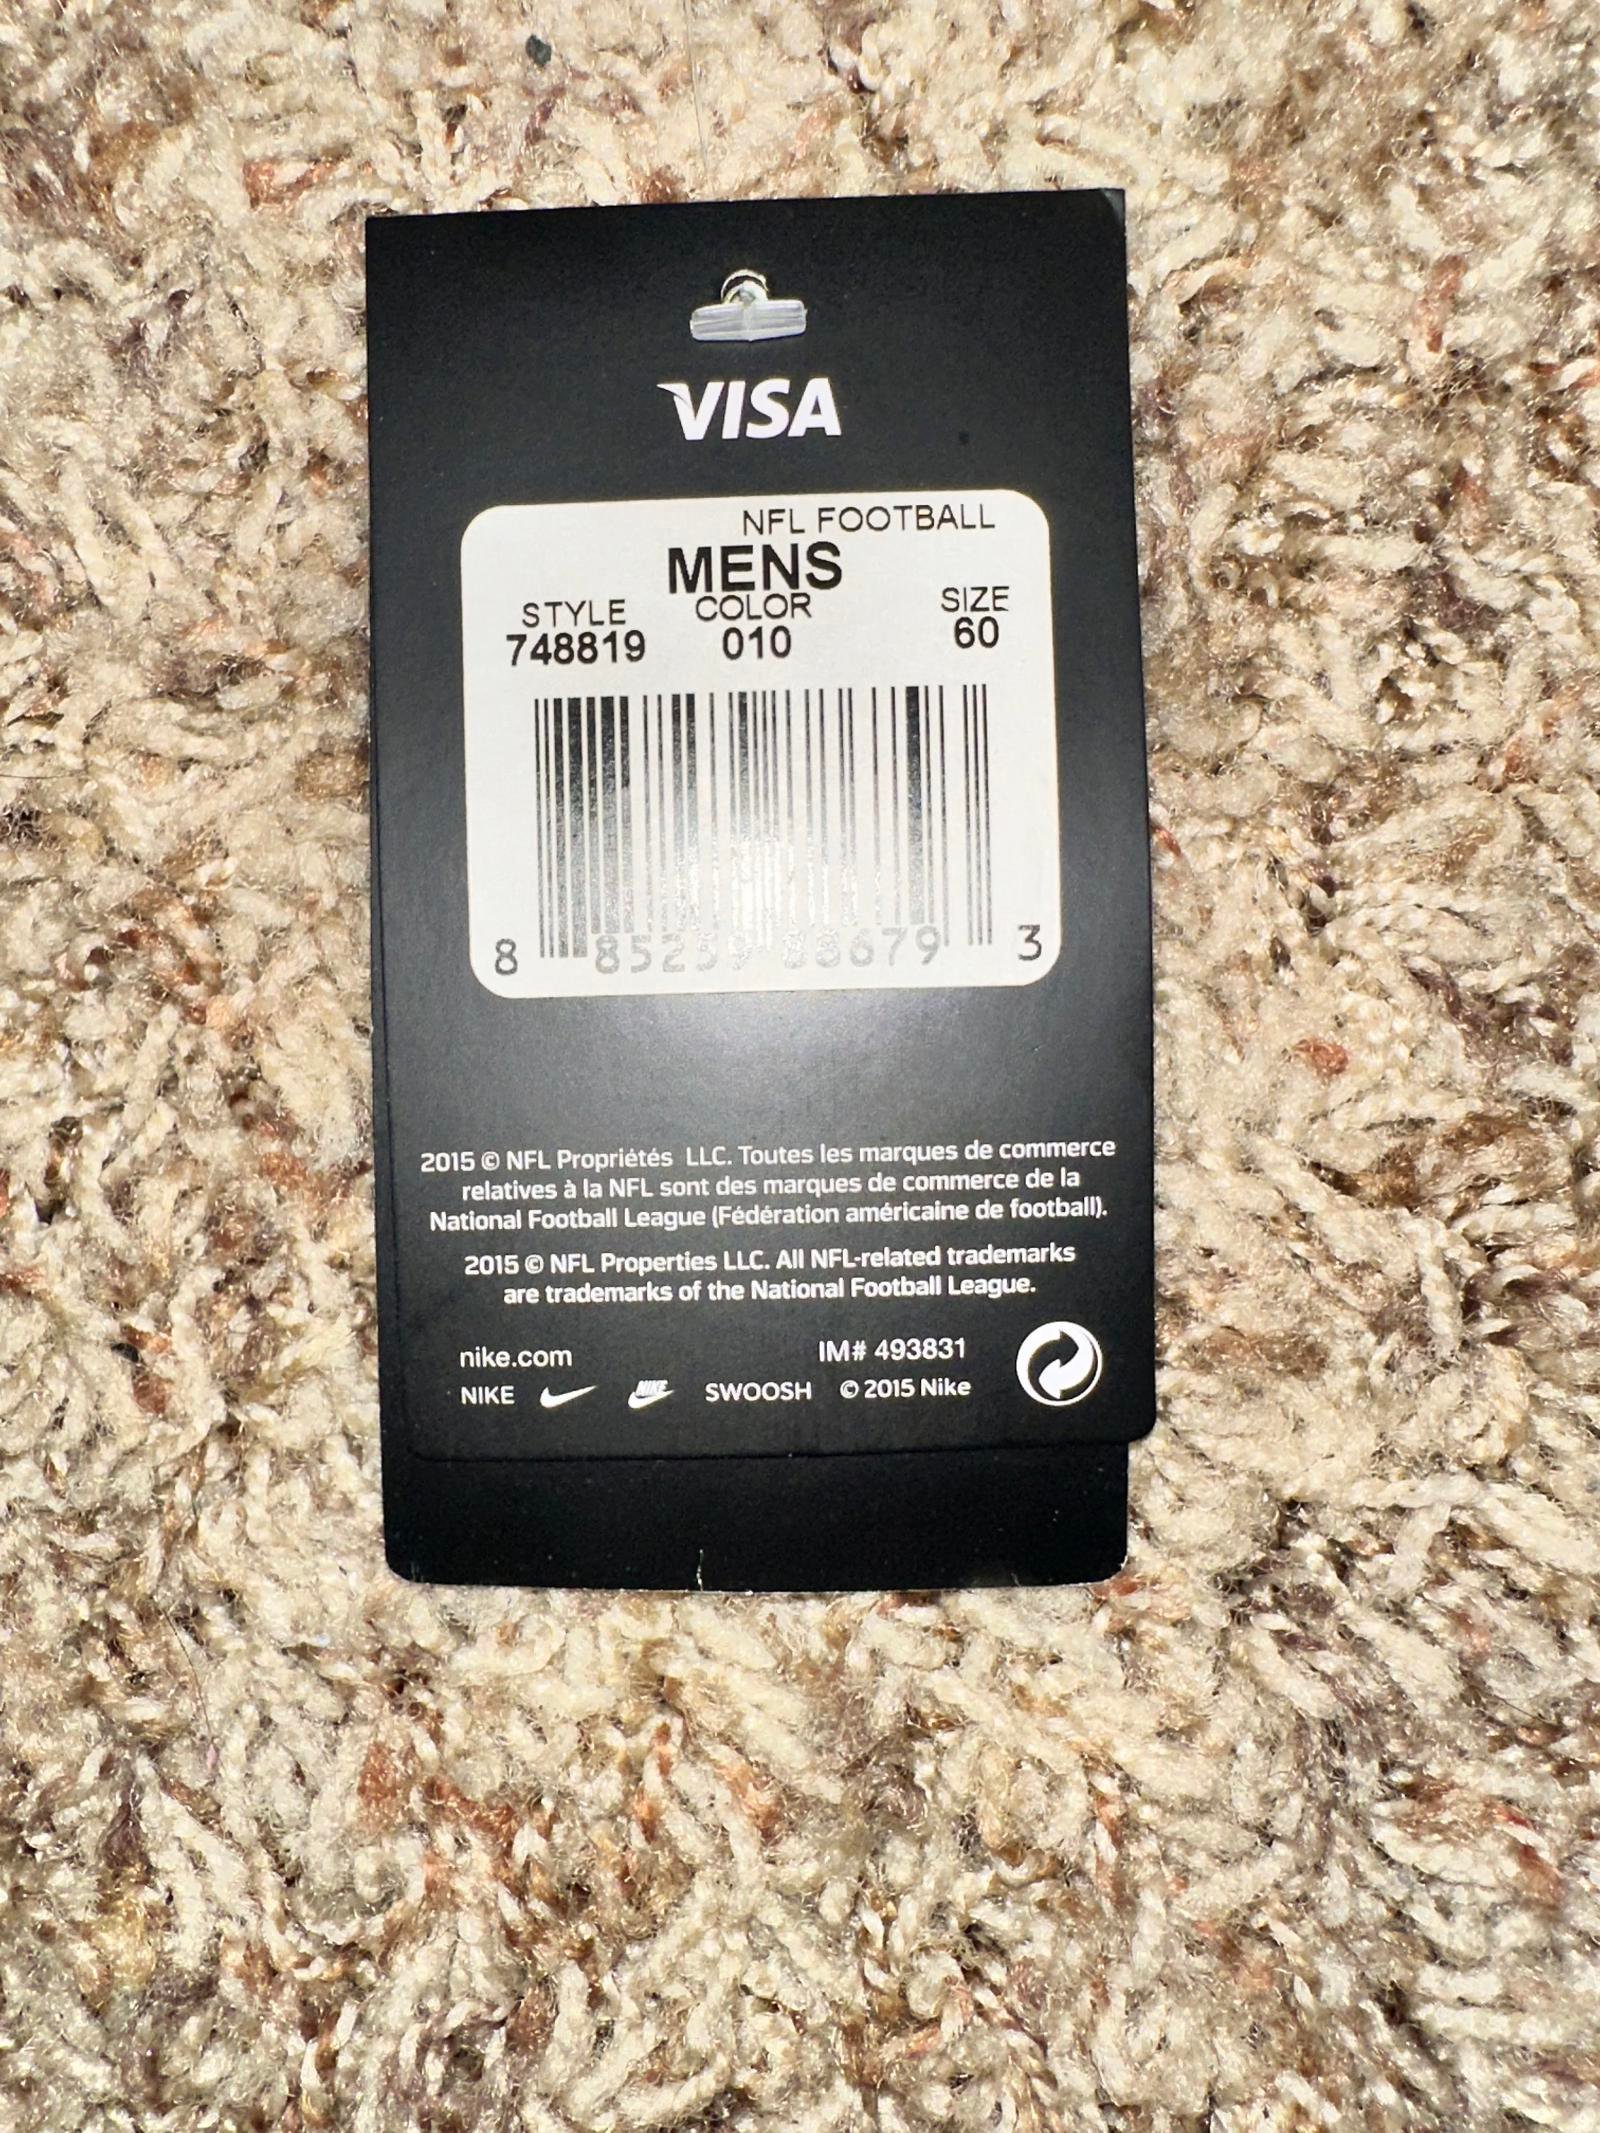 VISA
NFL FOOTBALL
MENS
STYLE COLOR SIZE
748819 010 60
8 85259 88679 3
2015 © NFL Propriétés LLC. Toutes les marques de commerce
relatives à la NFL sont des marques de commerce de la
National Football League (Fédération américaine de football).
2015 © NFL Properties LLC. All NFL-related trademarks
are trademarks of the National Football League.
nike.com IM# 493831
NIKE NIKE SWOOSH © 2015 Nike